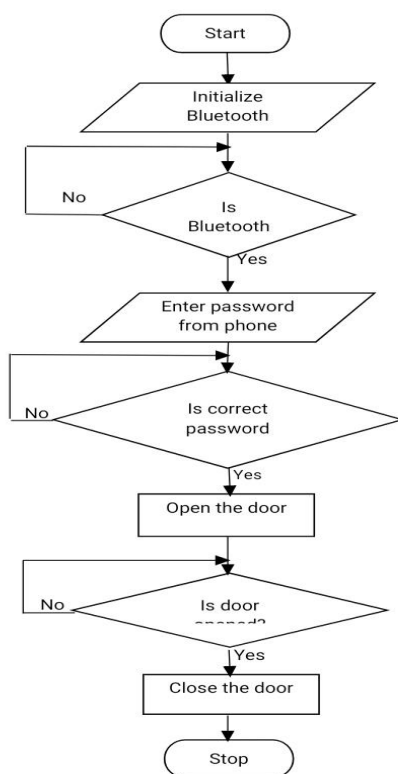 Start
Initialize
Bluetooth
No
Is
Bluetooth
Yes
Enter password
from phone
No
Is correct
password
Yes
Open the door
No
Is door
opened?
Yes
Close the door
Stop